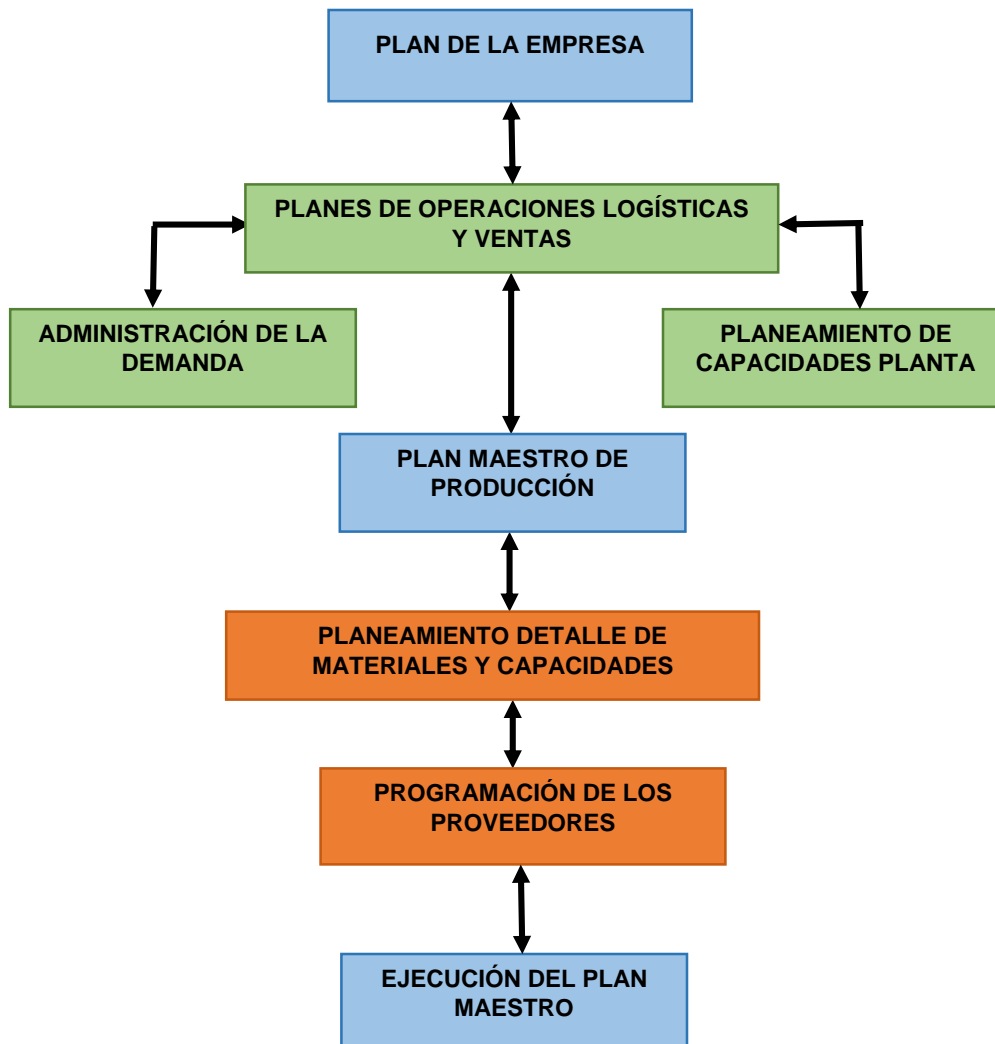 PLAN DE LA EMPRESA
PLANES DE OPERACIONES LOGÍSTICAS
Y VENTAS
ADMINISTRACIÓN DE LA
DEMANDA
PLANEAMIENTO DE
CAPACIDADES PLANTA
PLAN MAESTRO DE
PRODUCCIÓN
PLANEAMIENTO DETALLE DE
MATERIALES Y CAPACIDADES
PROGRAMACIÓN DE LOS
PROVEEDORES
EJECUCIÓN DEL PLAN
MAESTRO